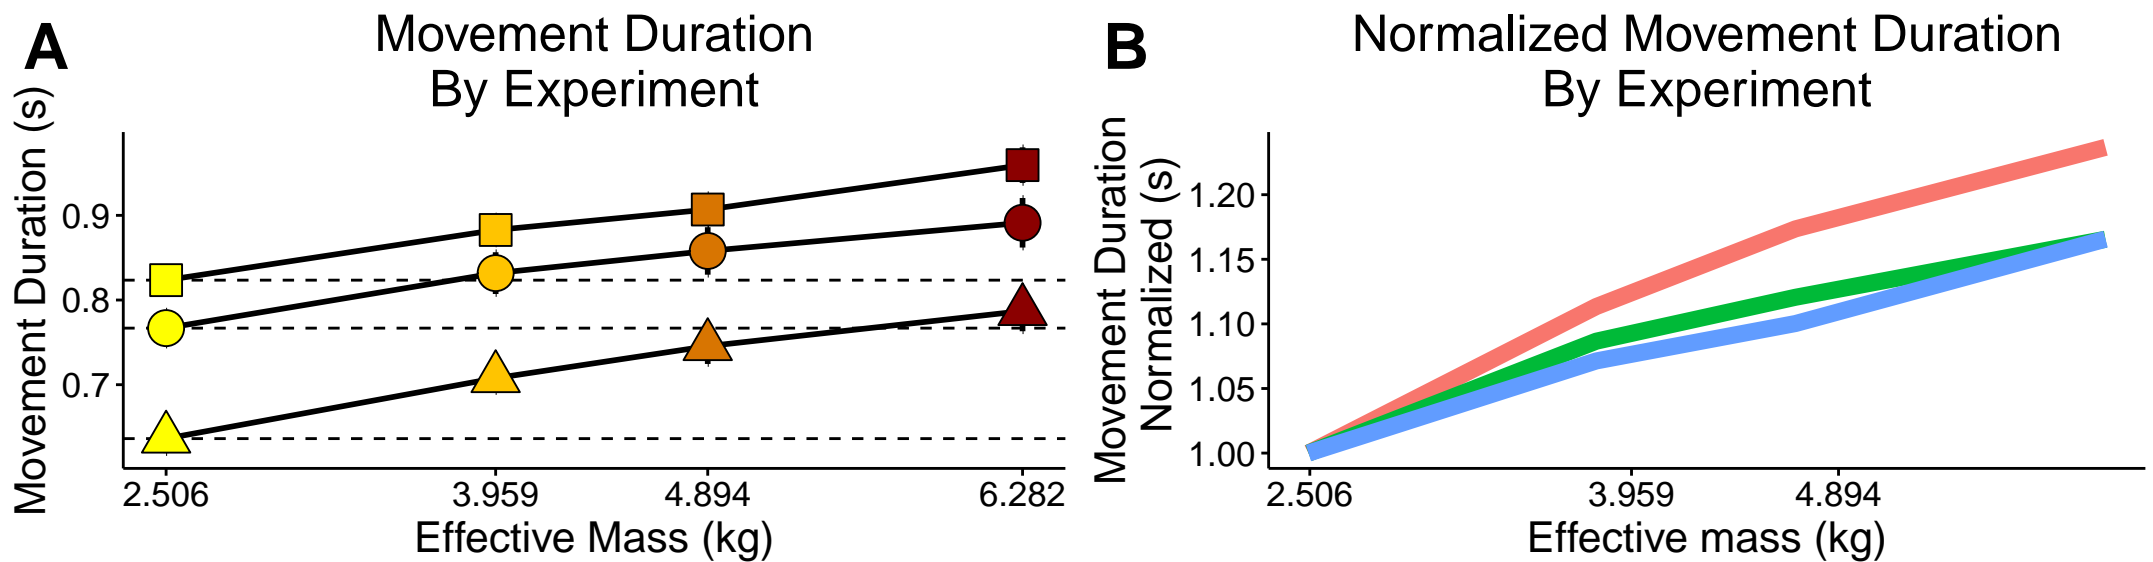 A
Movement Duration
By Experiment
Movement Duration (s)
0.9
0.8
0.7
2.506
3.959
4.894
6.282
Effective Mass (kg)
B
Normalized Movement Duration
By Experiment
Movement Duration
Normalized (s)
1.20
1.15
1.10
1.05
1.00
2.506
3.959
4.894
Effective mass (kg)